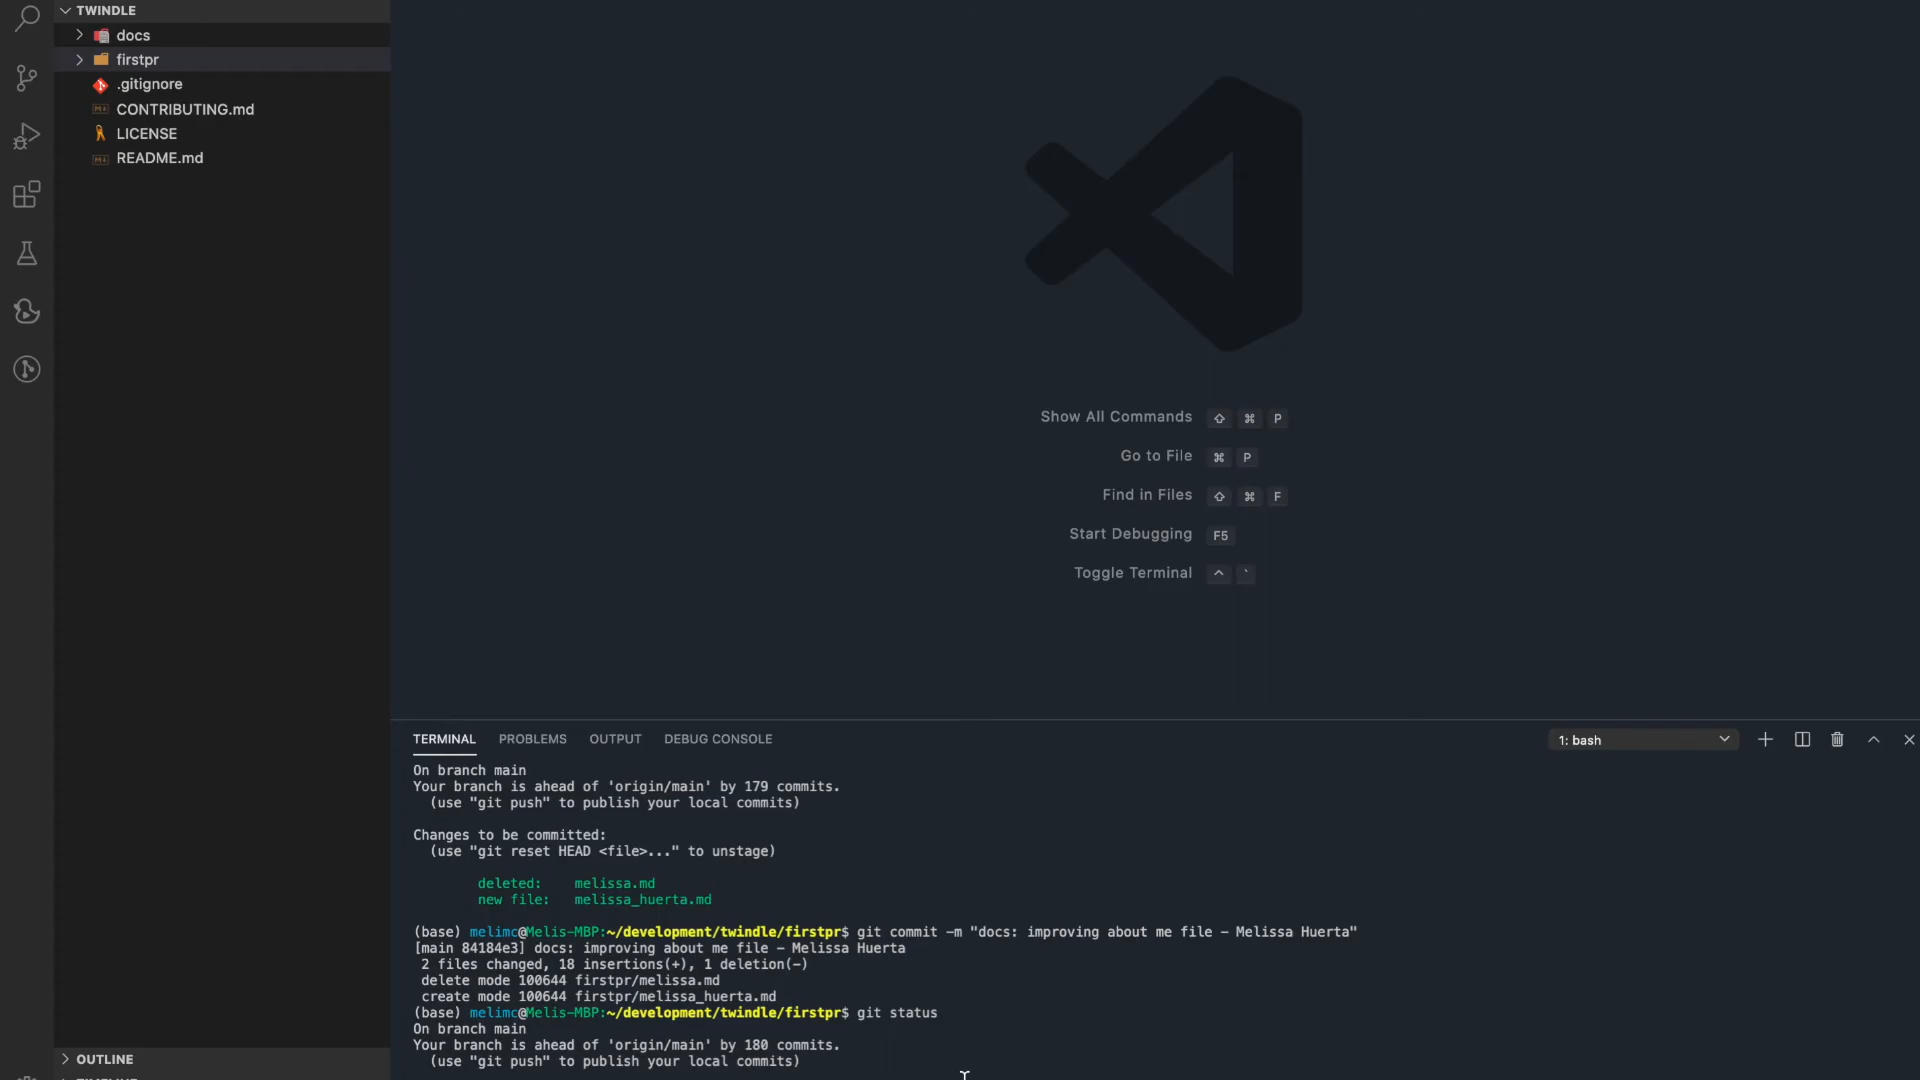 TWINDLE
docs
firstpr
.gitignore
CONTRIBUTING.md
LICENSE
README.md
Show All Commands ⇧ ⌘ P
Go to File ⌘ P
Find in Files ⇧ ⌘ F
Start Debugging F5
Toggle Terminal ^ `
TERMINAL PROBLEMS OUTPUT DEBUG CONSOLE 1: bash
On branch main
Your branch is ahead of 'origin/main' by 179 commits.
(use "git push" to publish your local commits)
Changes to be committed:
(use "git reset HEAD <file>..." to unstage)
deleted: melissa.md
new file: melissa_huerta.md
(base) melimc@Melis-MBP:~/development/twindle/firstpr$ git commit -m "docs: improving about me file - Melissa Huerta"
[main 84184e3] docs: improving about me file - Melissa Huerta
2 files changed, 18 insertions(+), 1 deletion(-)
delete mode 100644 firstpr/melissa.md
create mode 100644 firstpr/melissa_huerta.md
(base) melimc@Melis-MBP:~/development/twindle/firstpr$ git status
On branch main
Your branch is ahead of 'origin/main' by 180 commits.
(use "git push" to publish your local commits)
OUTLINE